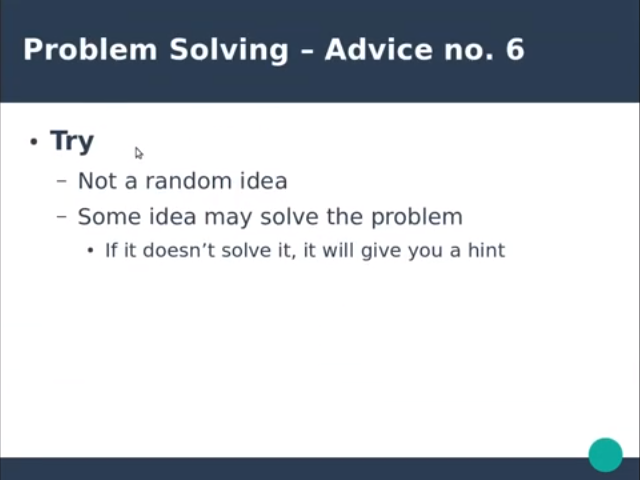 Problem Solving – Advice no. 6
• Try
– Not a random idea
– Some idea may solve the problem
• If it doesn’t solve it, it will give you a hint